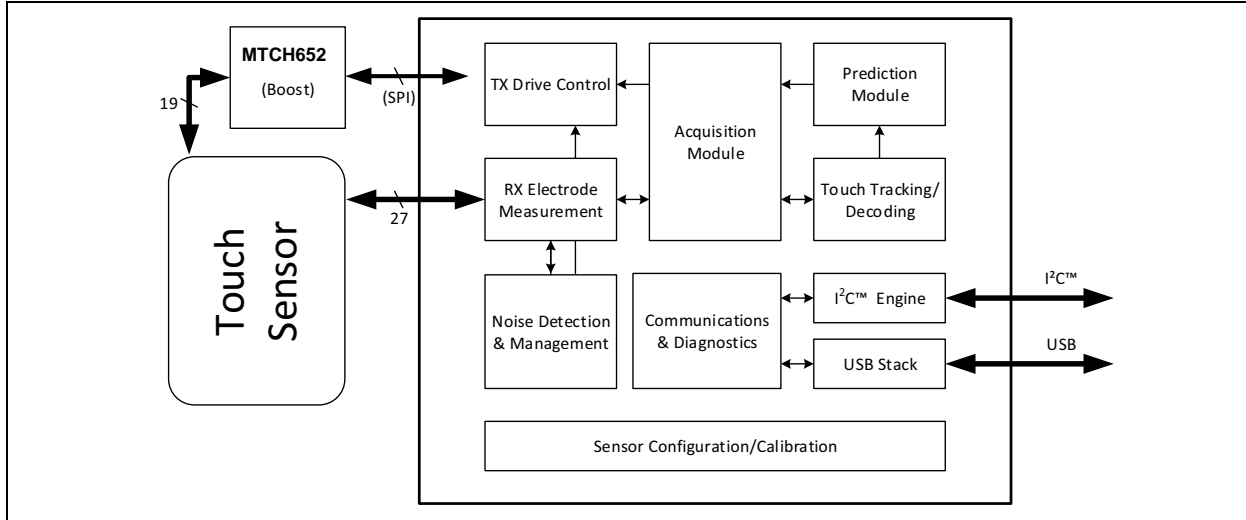 MTCH652
(Boost)
19
(SPI)
TX Drive Control
Acquisition
Module
Prediction
Module
Touch
Sensor
27
RX Electrode
Measurement
Touch Tracking/
Decoding
Noise Detection
& Management
Communications
& Diagnostics
I²C™ Engine
USB Stack
I²C™
USB
Sensor Configuration/Calibration